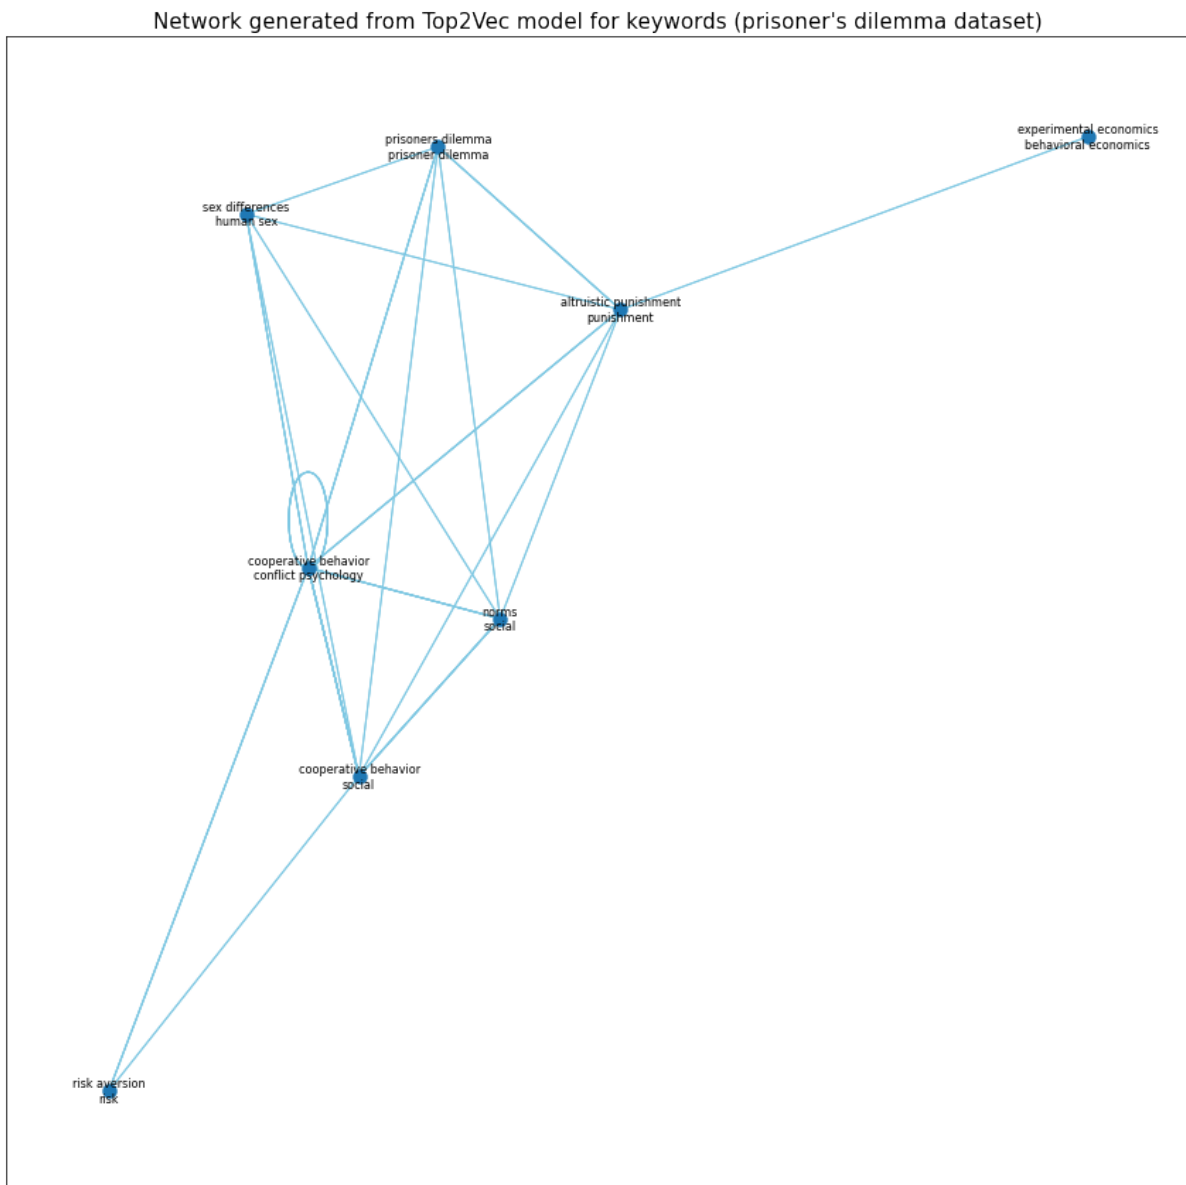 Network generated from Top2Vec model for keywords (prisoner's dilemma dataset)
experimental economics
behavioral economics
prisoners dilemma
prisoner dilemma
sex differences
human sex
altruistic punishment
punishment
cooperative behavior
conflict psychology
norms
social
cooperative behavior
social
risk aversion
risk